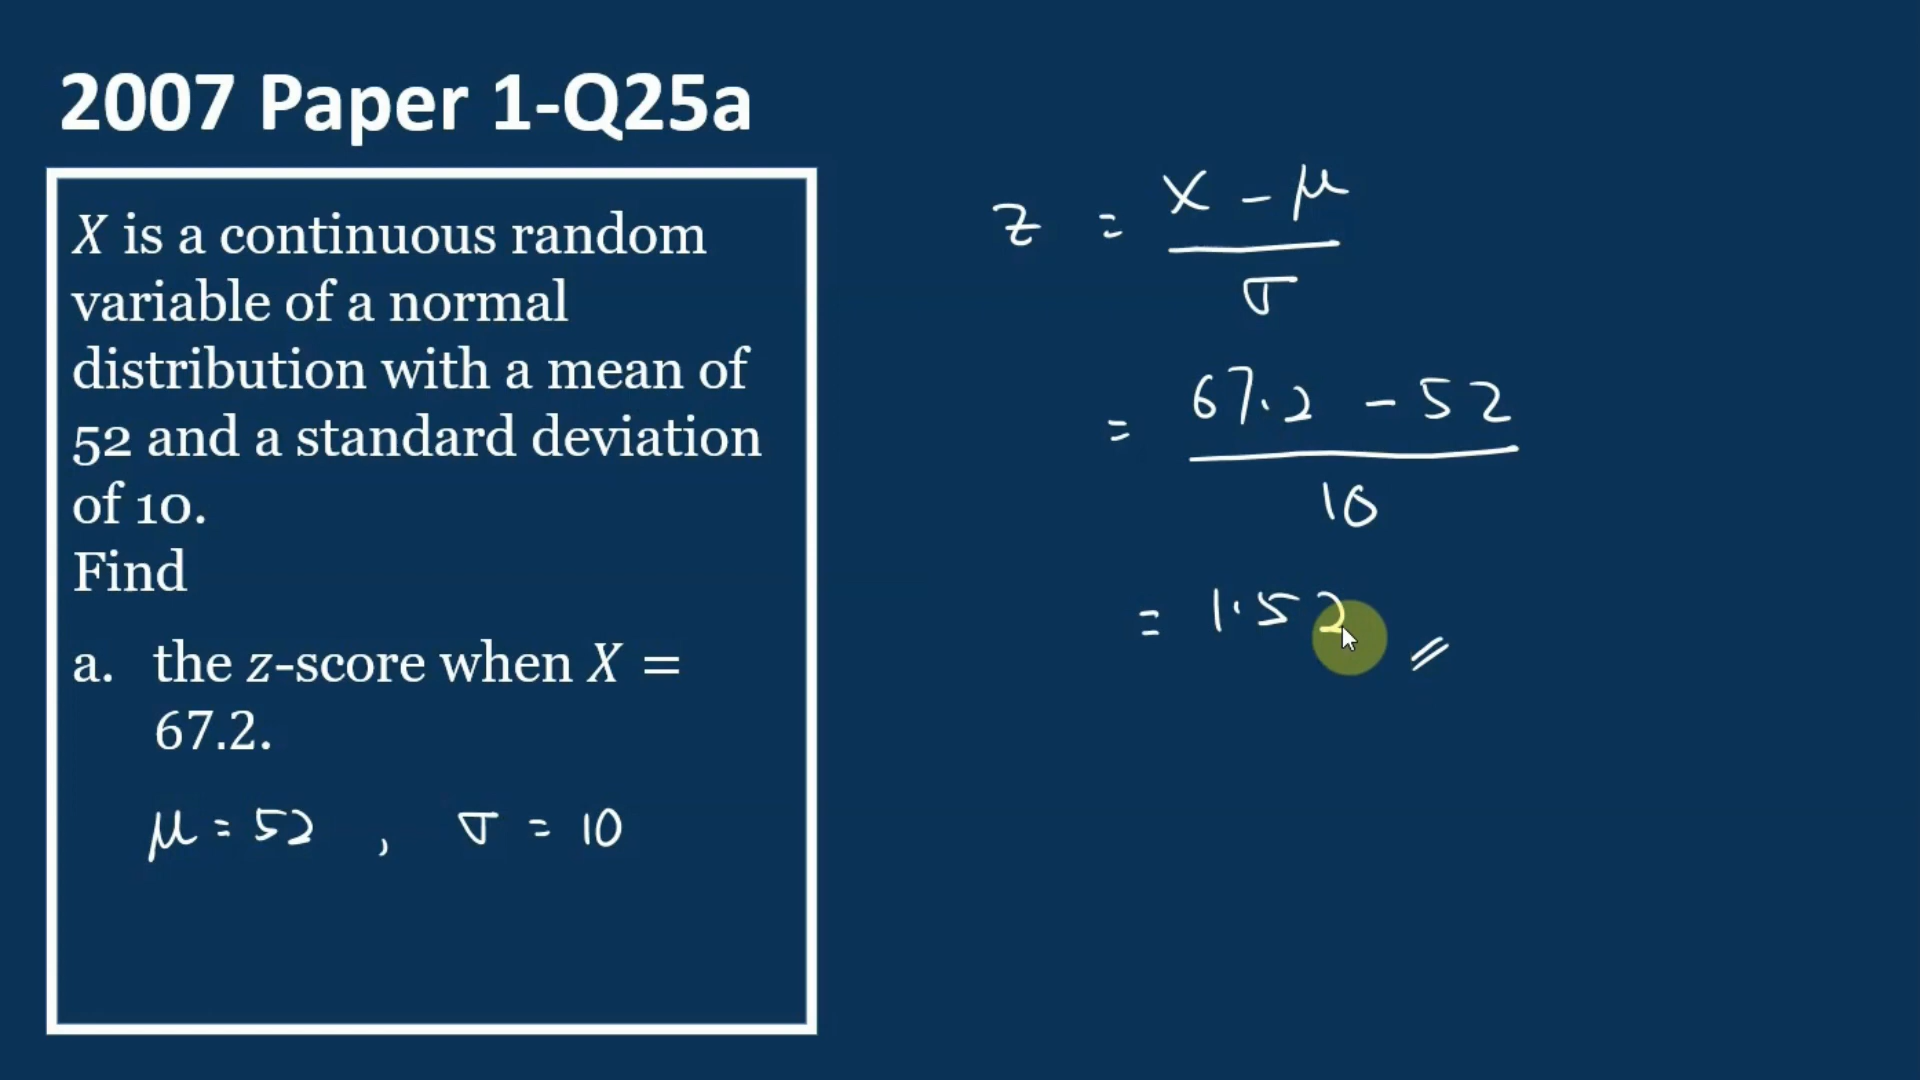 2007 Paper 1-Q25a
X is a continuous random
variable of a normal
distribution with a mean of
52 and a standard deviation
of 10.
Find
a. the z-score when X =
67.2.
μ = 52 , σ = 10
z = X - μ
σ
= 67.2 - 52
10
= 1.52